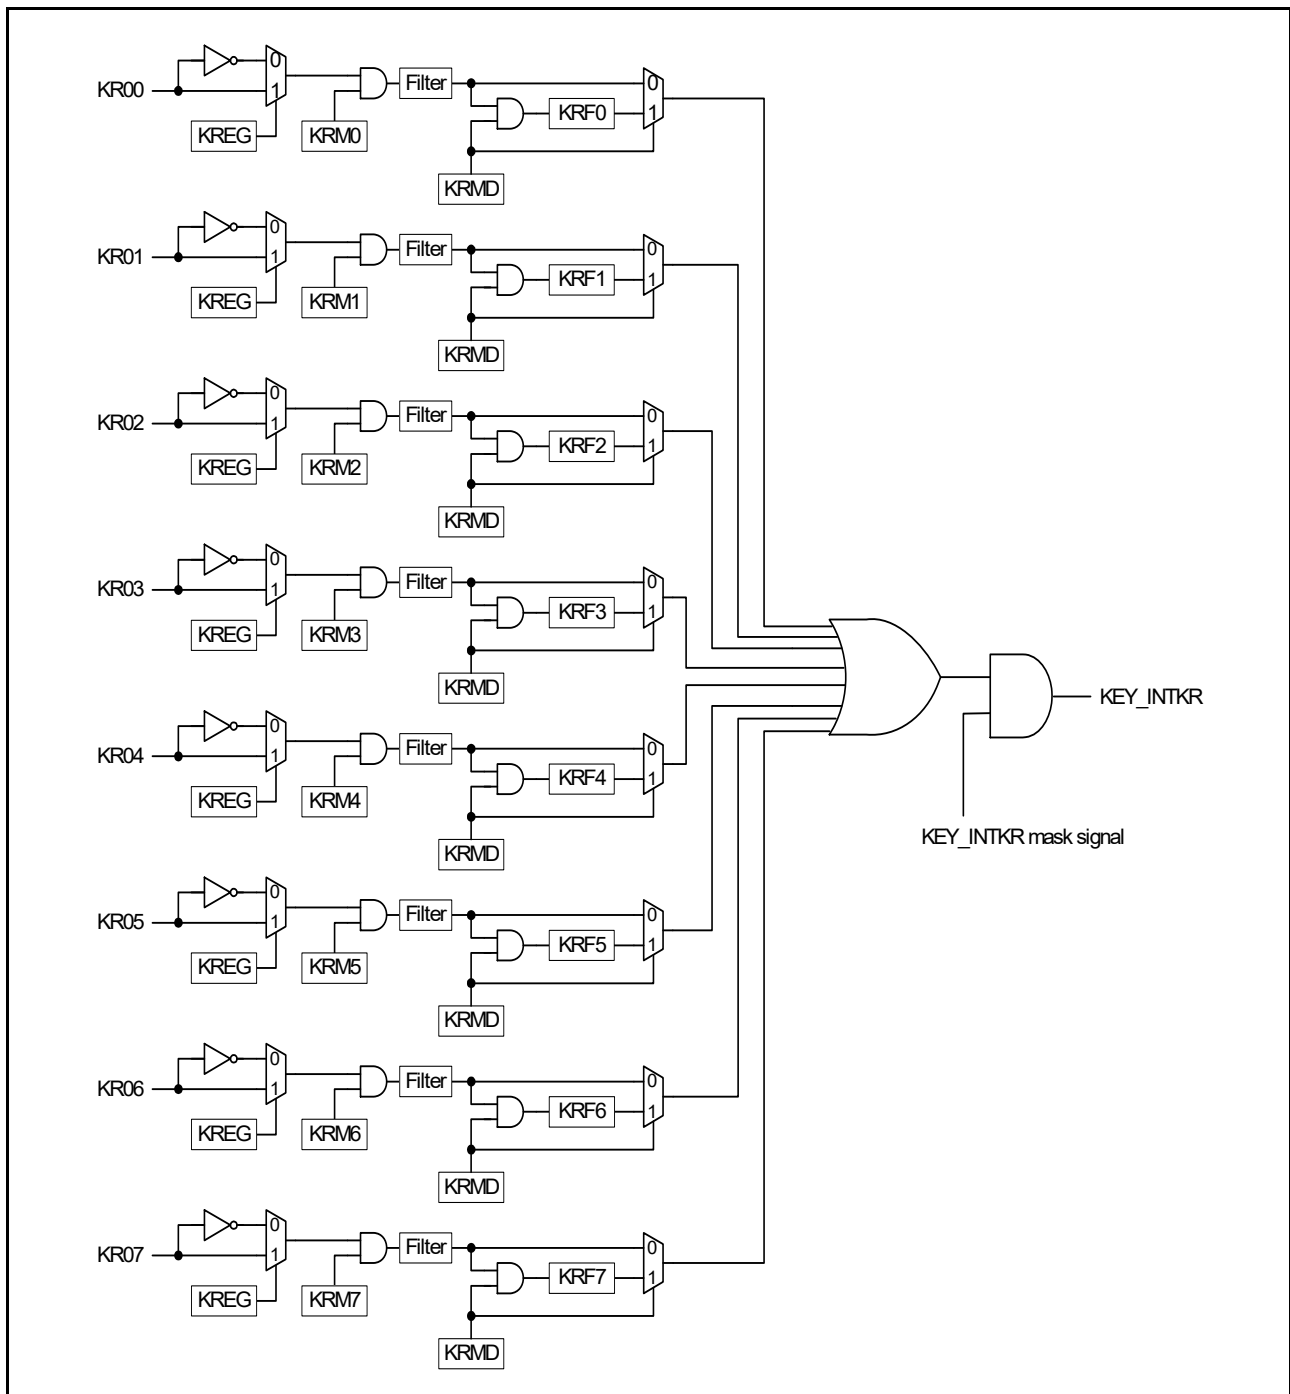 0
KR00
1
Filter
0
KREG
KRM0
KRF0
1
KRMD
0
KR01
1
Filter
0
KREG
KRM1
KRF1
1
KRMD
0
KR02
1
Filter
0
KREG
KRM2
KRF2
1
KRMD
0
KR03
1
Filter
0
KREG
KRM3
KRF3
1
KRMD
KEY_INTKR
KEY_INTKR mask signal
0
KR04
1
Filter
0
KREG
KRM4
KRF4
1
KRMD
0
KR05
1
Filter
0
KREG
KRM5
KRF5
1
KRMD
0
KR06
1
Filter
0
KREG
KRM6
KRF6
1
KRMD
0
KR07
1
Filter
0
KREG
KRM7
KRF7
1
KRMD